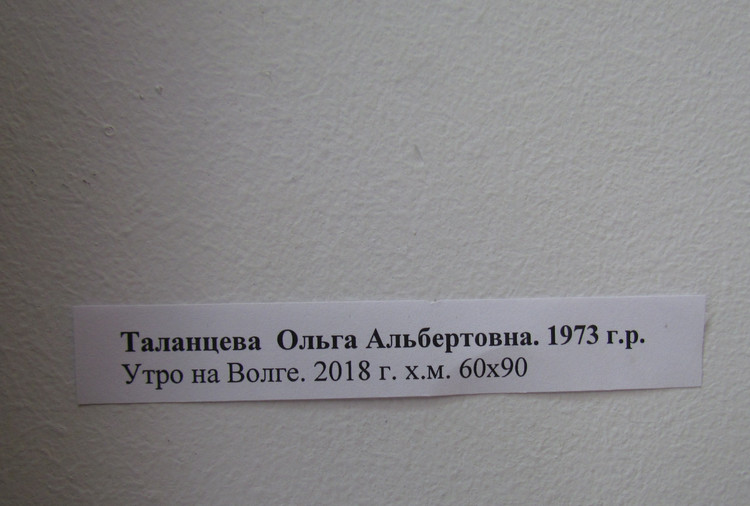 Таланцева Ольга Альбертовна. 1973 г.р.
Утро на Волге. 2018 г. х.м. 60х90